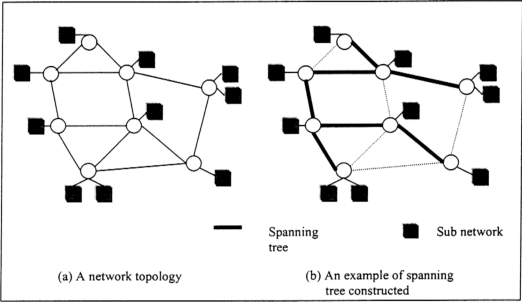 Spanning
tree
Sub network
(a) A network topology
(b) An example of spanning
tree constructed